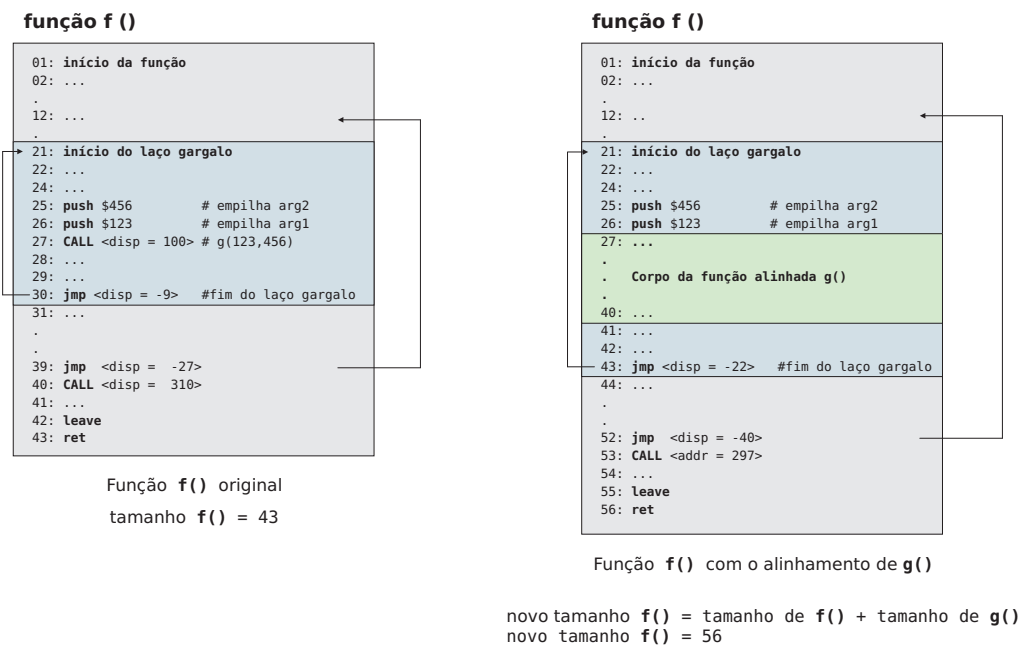 função f ()
01: início da função
02: ...
.
12: ...
.
21: início do laço gargalo
22: ...
24: ...
25: push $456 # empilha arg2
26: push $123 # empilha arg1
27: CALL <disp = 100> # g(123,456)
28: ...
29: ...
30: jmp <disp = -9> #fim do laço gargalo
31: ...
.
.
39: jmp <disp = -27>
40: CALL <disp = 310>
41: ...
42: leave
43: ret
Função f() original
tamanho f() = 43
função f ()
01: início da função
02: ...
.
12: ..
.
21: início do laço gargalo
22: ...
24: ...
25: push $456 # empilha arg2
26: push $123 # empilha arg1
27: ...
.
. Corpo da função alinhada g()
.
40: ...
41: ...
42: ...
43: jmp <disp = -22> #fim do laço gargalo
44: ...
.
.
52: jmp <disp = -40>
53: CALL <addr = 297>
54: ...
55: leave
56: ret
Função f() com o alinhamento de g()
novo tamanho f() = tamanho de f() + tamanho de g()
novo tamanho f() = 56